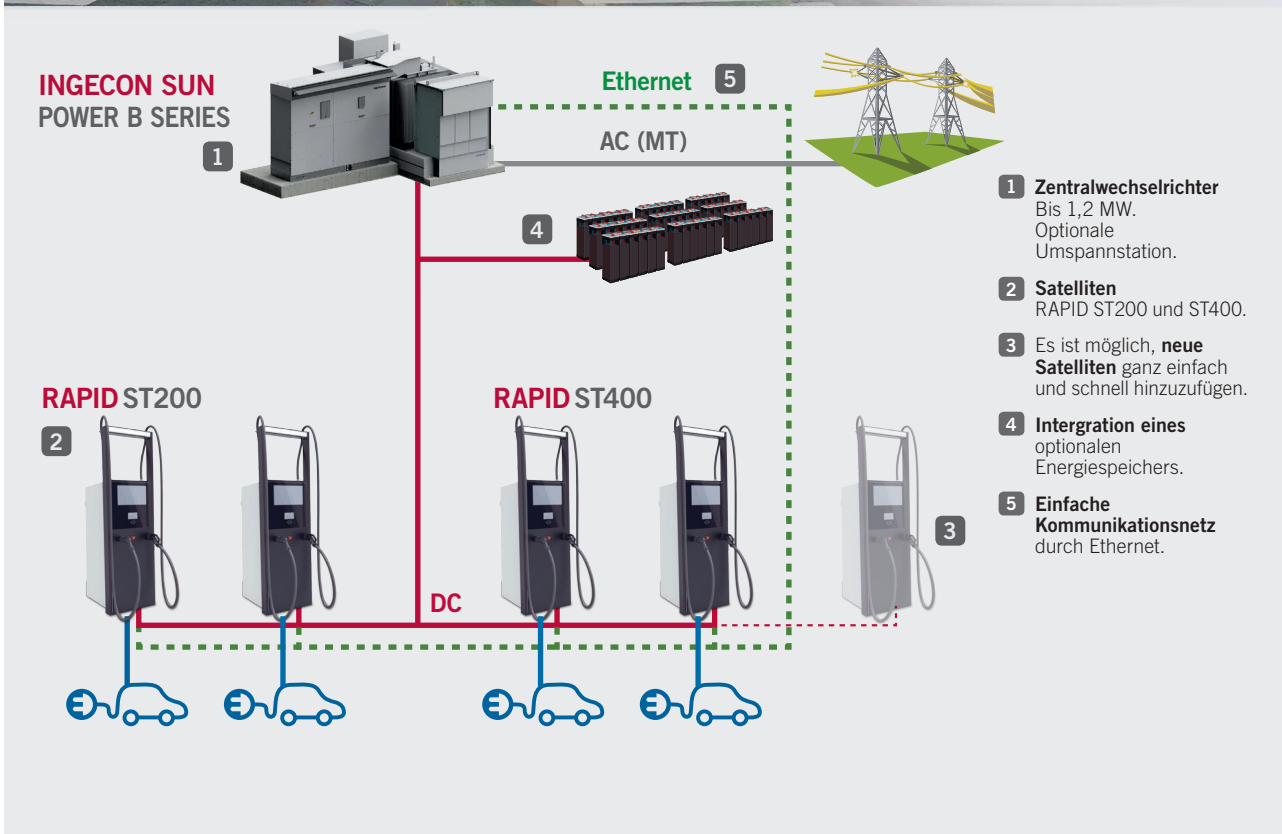 INGECON SUN
POWER B SERIES
1
Ethernet 5
AC (MT)
4
RAPID ST200
2
RAPID ST400
3
DC
1 Zentralwechselrichter
Bis 1,2 MW.
Optionale
Umspannstation.
2 Satelliten
RAPID ST200 und ST400.
3 Es ist möglich, neue
Satelliten ganz einfach
und schnell hinzuzufügen.
4 Intergration eines
optionalen
Energiespeichers.
5 Einfache
Kommunikationsnetz
durch Ethernet.